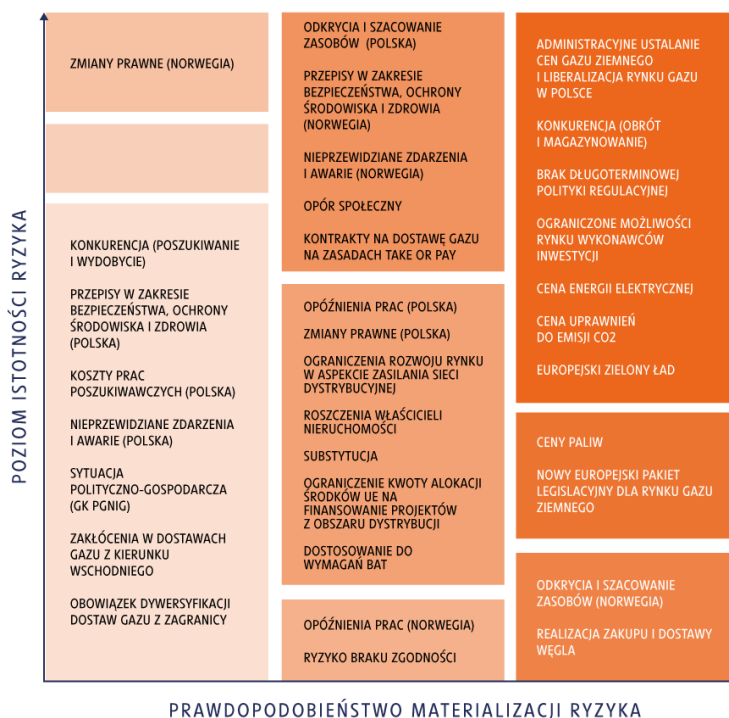 POZIOM ISTOTNOŚCI RYZYKA
ZMIANY PRAWNE (NORWEGIA)
KONKURENCJA (POSZUKIWANIE
I WYDOBYCIE)
PRZEPISY W ZAKRESIE
BEZPIECZEŃSTWA, OCHRONY
ŚRODOWISKA I ZDROWIA
(POLSKA)
KOSZTY PRAC
POSZUKIWAWCZYCH (POLSKA)
NIEPRZEWIDZIANE ZDARZENIA
I AWARIE (POLSKA)
SYTUACJA
POLITYCZNO-GOSPODARCZA
(GK PGNIG)
ZAKŁÓCENIA W DOSTAWACH
GAZU Z KIERUNKU
WSCHODNIEGO
OBOWIĄZEK DYWERSYFIKACJI
DOSTAW GAZU Z ZAGRANICY
ODKRYCIA I SZACOWANIE
ZASOBÓW (POLSKA)
PRZEPISY W ZAKRESIE
BEZPIECZEŃSTWA, OCHRONY
ŚRODOWISKA I ZDROWIA
(NORWEGIA)
NIEPRZEWIDZIANE ZDARZENIA
I AWARIE (NORWEGIA)
OPÓR SPOŁECZNY
KONTRAKTY NA DOSTAWĘ GAZU
NA ZASADACH TAKE OR PAY
OPÓŹNIENIA PRAC (POLSKA)
ZMIANY PRAWNE (POLSKA)
OGRANICZENIA ROZWOJU RYNKU
W ASPEKCIE ZASILANIA SIECI
DYSTRYBUCYJNEJ
ROSZCZENIA WŁAŚCICIELI
NIERUCHOMOŚCI
SUBSTYTUCJA
OGRANICZENIE KWOTY ALOKACJI
ŚRODKÓW UE NA
FINANSOWANIE PROJEKTÓW
Z OBSZARU DYSTRYBUCJI
DOSTOSOWANIE DO
WYMAGAŃ BAT
OPÓŹNIENIA PRAC (NORWEGIA)
RYZYKO BRAKU ZGODNOŚCI
ADMINISTRACYJNE USTALANIE
CEN GAZU ZIEMNEGO
I LIBERALIZACJA RYNKU GAZU
W POLSCE
KONKURENCJA (OBRÓT
I MAGAZYNOWANIE)
BRAK DŁUGOTERMINOWEJ
POLITYKI REGULACYJNEJ
OGRANICZONE MOŻLIWOŚCI
RYNKU WYKONAWCÓW
INWESTYCJI
CENA ENERGII ELEKTRYCZNEJ
CENA UPRAWNIEŃ
DO EMISJI CO2
EUROPEJSKI ZIELONY ŁAD
CENY PALIW
NOWY EUROPEJSKI PAKIET
LEGISLACYJNY DLA RYNKU GAZU
ZIEMNEGO
ODKRYCIA I SZACOWANIE
ZASOBÓW (NORWEGIA)
REALIZACJA ZAKUPU I DOSTAWY
WĘGLA
PRAWDOPODOBIEŃSTWO MATERIALIZACJI RYZYKA